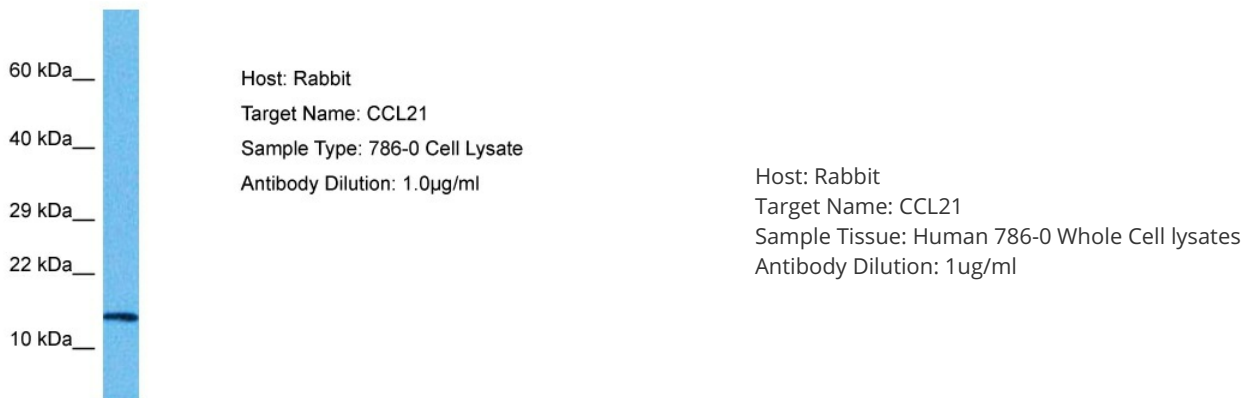 60 kDa__
40 kDa__
29 kDa__
22 kDa__
10 kDa__
Host: Rabbit
Target Name: CCL21
Sample Type: 786-0 Cell Lysate
Antibody Dilution: 1.0µg/ml
Host: Rabbit
Target Name: CCL21
Sample Tissue: Human 786-0 Whole Cell lysates
Antibody Dilution: 1ug/ml